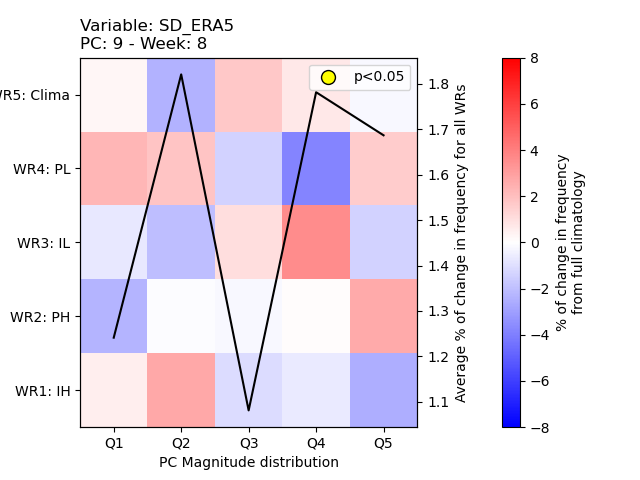 Variable: SD_ERA5
PC: 9 - Week: 8
p<0.05
WR5: Clima
WR4: PL
WR3: IL
WR2: PH
WR1: IH
Q1 Q2 Q3 Q4 Q5
PC Magnitude distribution
1.8
1.7
1.6
1.5
1.4
1.3
1.2
1.1
Average % of change in frequency for all WRs
8
6
4
2
0
−2
−4
−6
−8
% of change in frequency
from full climatology